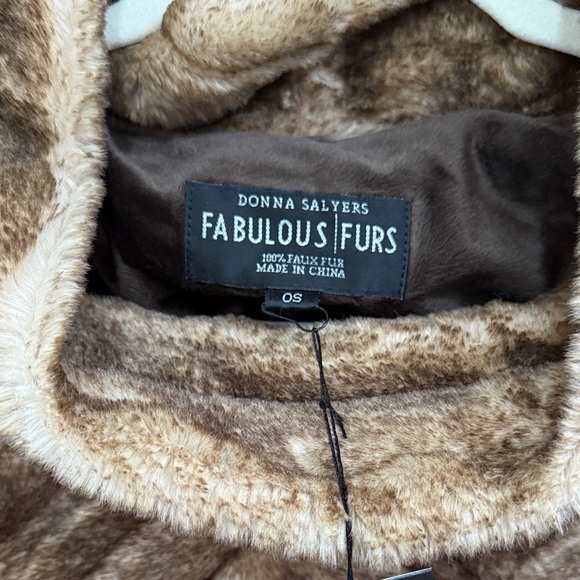 DONNA SALYERS
FABULOUS|FURS
100% FAUX FUR
MADE IN CHINA
OS